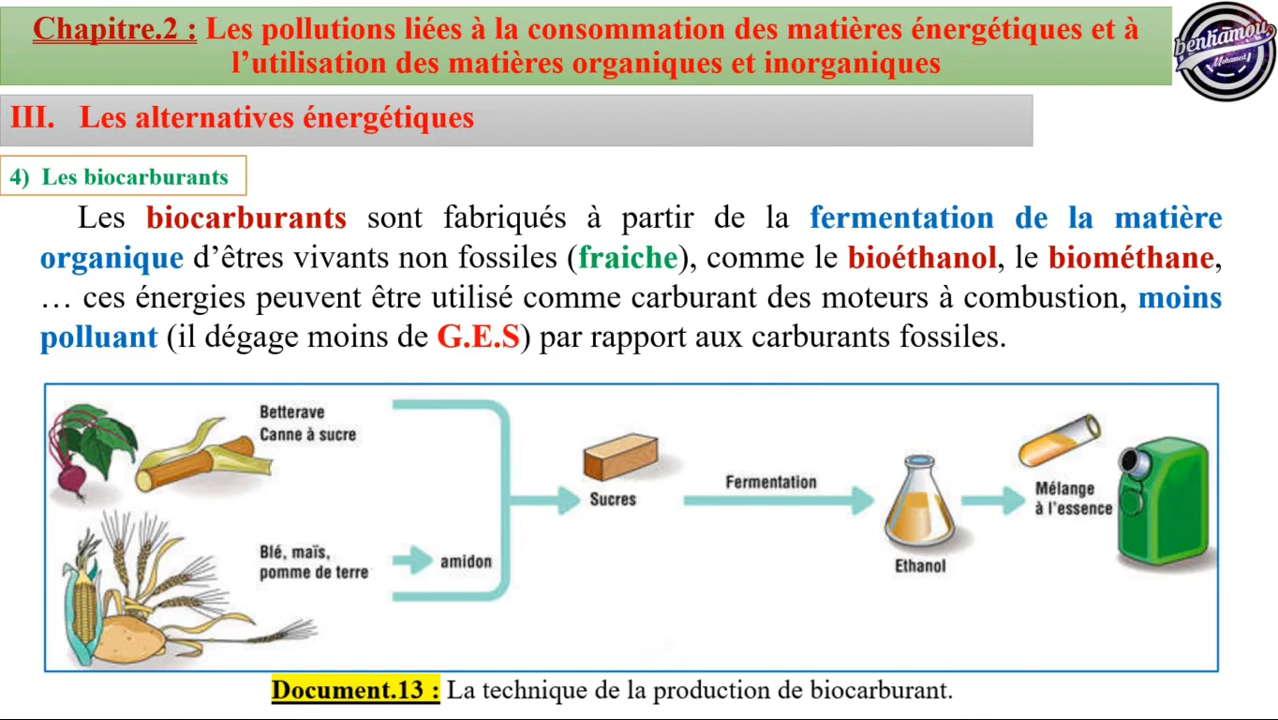 Chapitre.2 : Les pollutions liées à la consommation des matières énergétiques et à
l’utilisation des matières organiques et inorganiques
benhamou
Mohamed
III. Les alternatives énergétiques
4) Les biocarburants
Les biocarburants sont fabriqués à partir de la fermentation de la matière
organique d’êtres vivants non fossiles (fraiche), comme le bioéthanol, le biométhane,
… ces énergies peuvent être utilisé comme carburant des moteurs à combustion, moins
polluant (il dégage moins de G.E.S) par rapport aux carburants fossiles.
Betterave
Canne à sucre
Sucres
Fermentation
Mélange
à l’essence
Blé, maïs,
pomme de terre
amidon
Ethanol
Document.13 : La technique de la production de biocarburant.